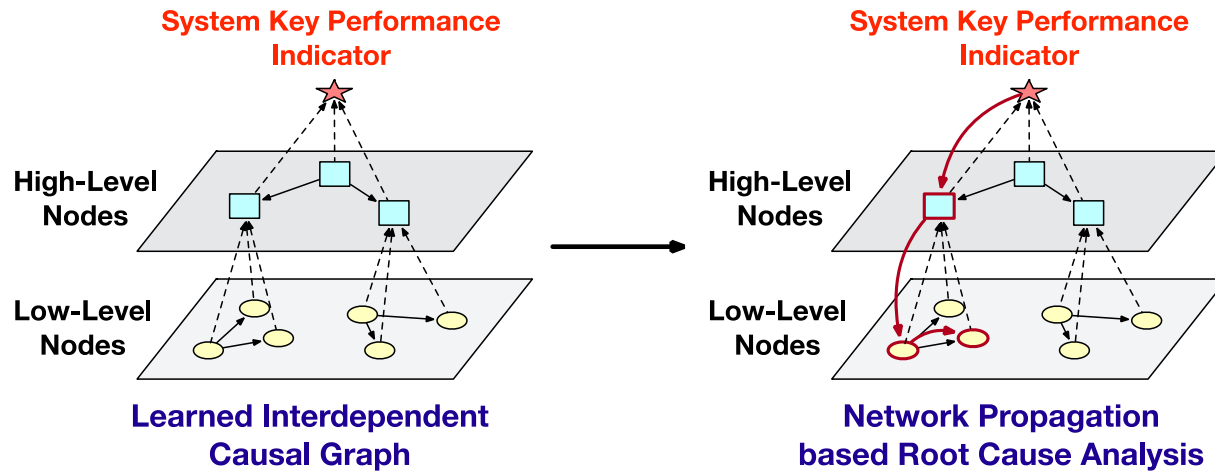 System Key Performance
Indicator
High-Level
Nodes
Low-Level
Nodes
Learned Interdependent
Causal Graph
System Key Performance
Indicator
High-Level
Nodes
Low-Level
Nodes
Network Propagation
based Root Cause Analysis